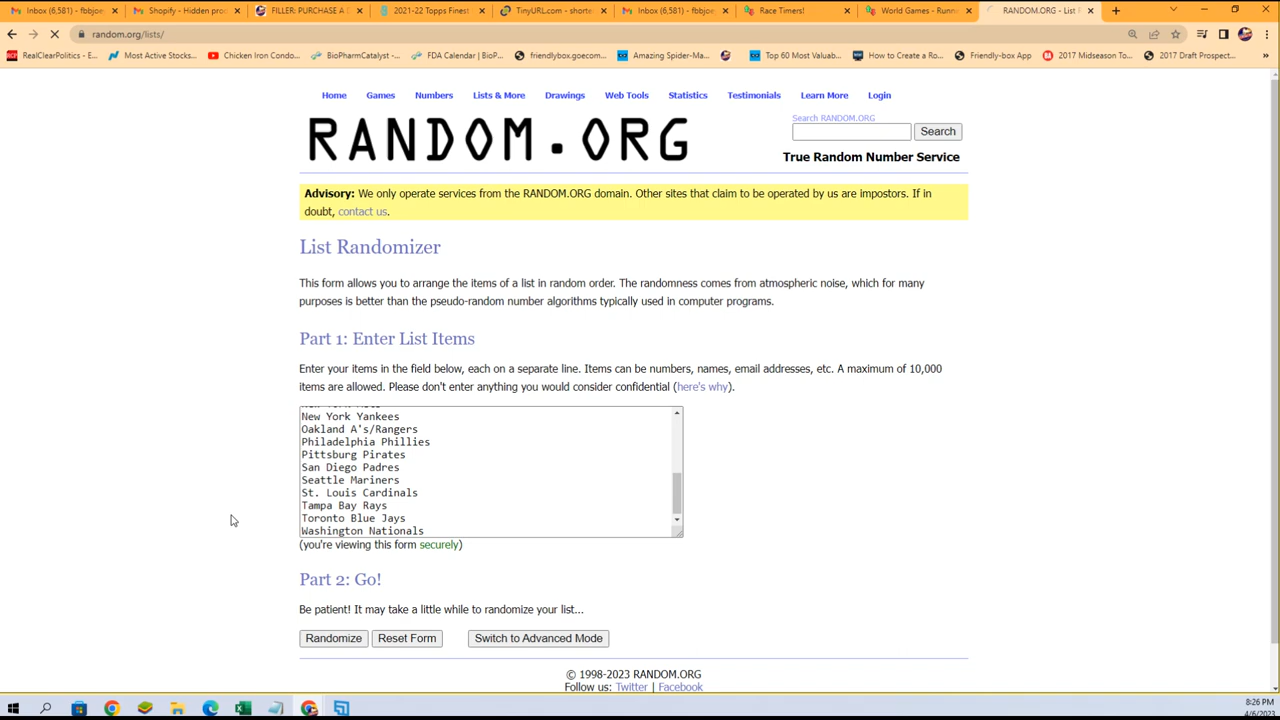 Inbox (6,581) - fbbjoe
Shopify - Hidden pro
FILLER: PURCHASE A
2021-22 Topps Finest
TinyURL.com - shorte
Inbox (6,581) - fbbjoe
Race Timers!
World Games - Runn
RANDOM.ORG - List
random.org/lists/
RealClearPolitics - E...
Most Active Stocks...
Chicken Iron Condo...
BioPharmCatalyst -...
FDA Calendar | BioP...
friendlybox.goecom...
Amazing Spider-Ma...
Top 60 Most Valuab...
How to Create a Ro...
Friendly-box App
2017 Midseason To...
2017 Draft Prospect...
Home Games Numbers Lists & More Drawings Web Tools Statistics Testimonials Learn More Login
Search RANDOM.ORG
RANDOM.ORG
Search
True Random Number Service
Advisory: We only operate services from the RANDOM.ORG domain. Other sites that claim to be operated by us are impostors. If in
doubt, contact us.
List Randomizer
This form allows you to arrange the items of a list in random order. The randomness comes from atmospheric noise, which for many
purposes is better than the pseudo-random number algorithms typically used in computer programs.
Part 1: Enter List Items
Enter your items in the field below, each on a separate line. Items can be numbers, names, email addresses, etc. A maximum of 10,000
items are allowed. Please don't enter anything you would consider confidential (here's why).
New York Yankees
Oakland A's/Rangers
Philadelphia Phillies
Pittsburg Pirates
San Diego Padres
Seattle Mariners
St. Louis Cardinals
Tampa Bay Rays
Toronto Blue Jays
Washington Nationals
(you're viewing this form securely)
Part 2: Go!
Be patient! It may take a little while to randomize your list...
Randomize Reset Form Switch to Advanced Mode
© 1998-2023 RANDOM.ORG
Follow us: Twitter | Facebook
8:26 PM
4/6/2023